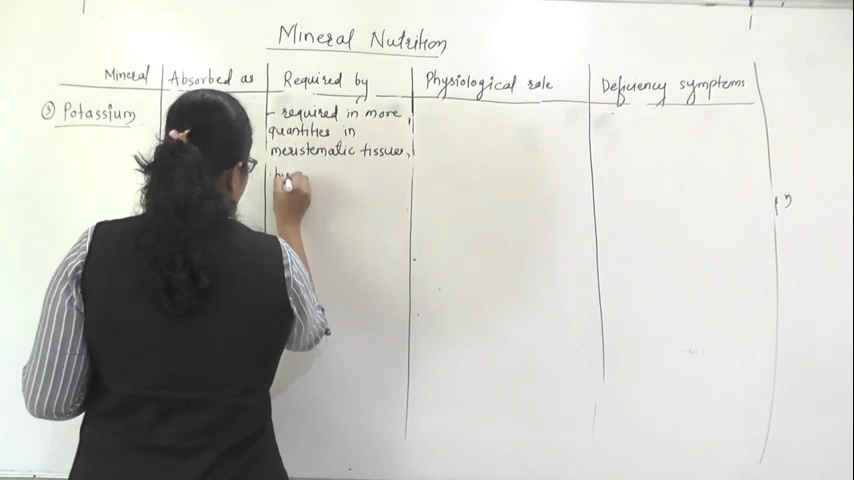 Mineral Nutrition
Mineral Absorbed as Required by Physiological role Deficiency symptoms
③ Potassium
- required in more
quantities in
meristematic tissues,